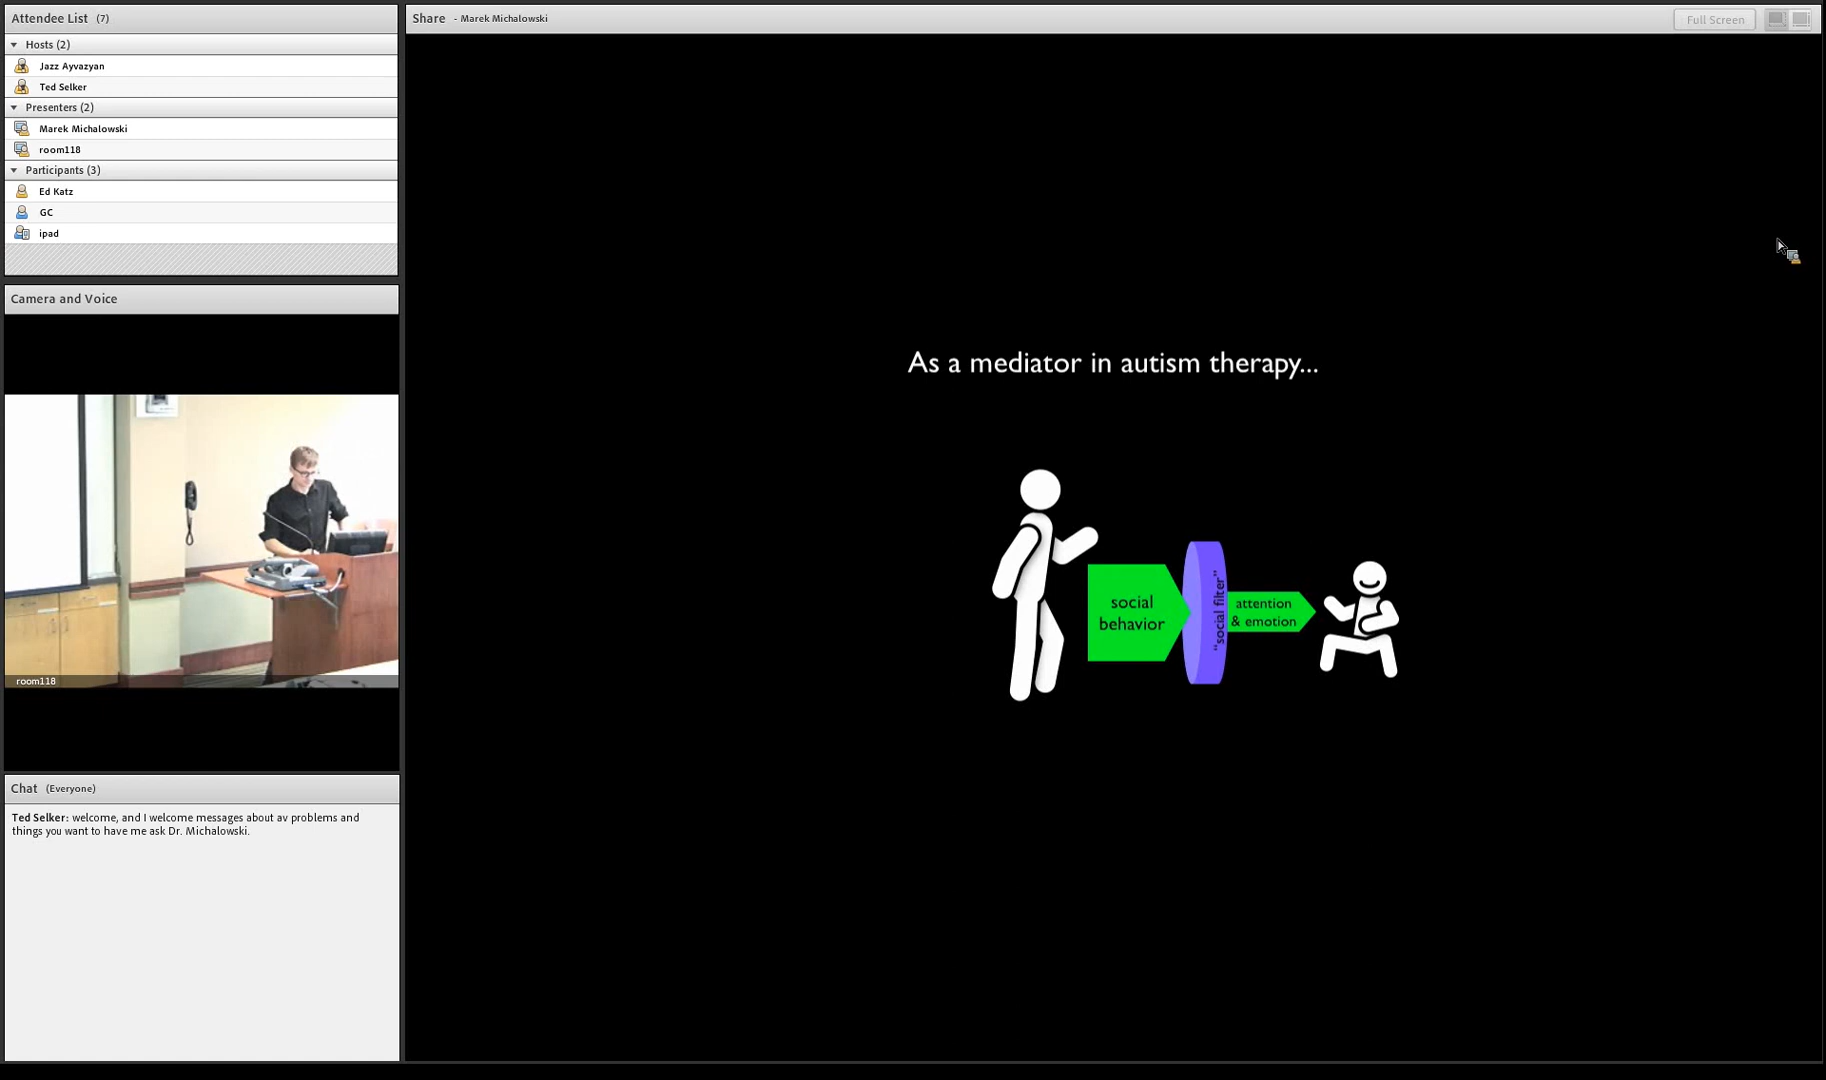 Attendee List (7)
Hosts (2)
Jazz Ayvazyan
Ted Selker
Presenters (2)
Marek Michalowski
room118
Participants (3)
Ed Katz
GC
ipad
Camera and Voice
room118
Chat (Everyone)
Ted Selker: welcome, and I welcome messages about av problems and
things you want to have me ask Dr. Michalowski.
Share - Marek Michalowski
Full Screen
As a mediator in autism therapy...
social
behavior
"social filter"
attention
& emotion